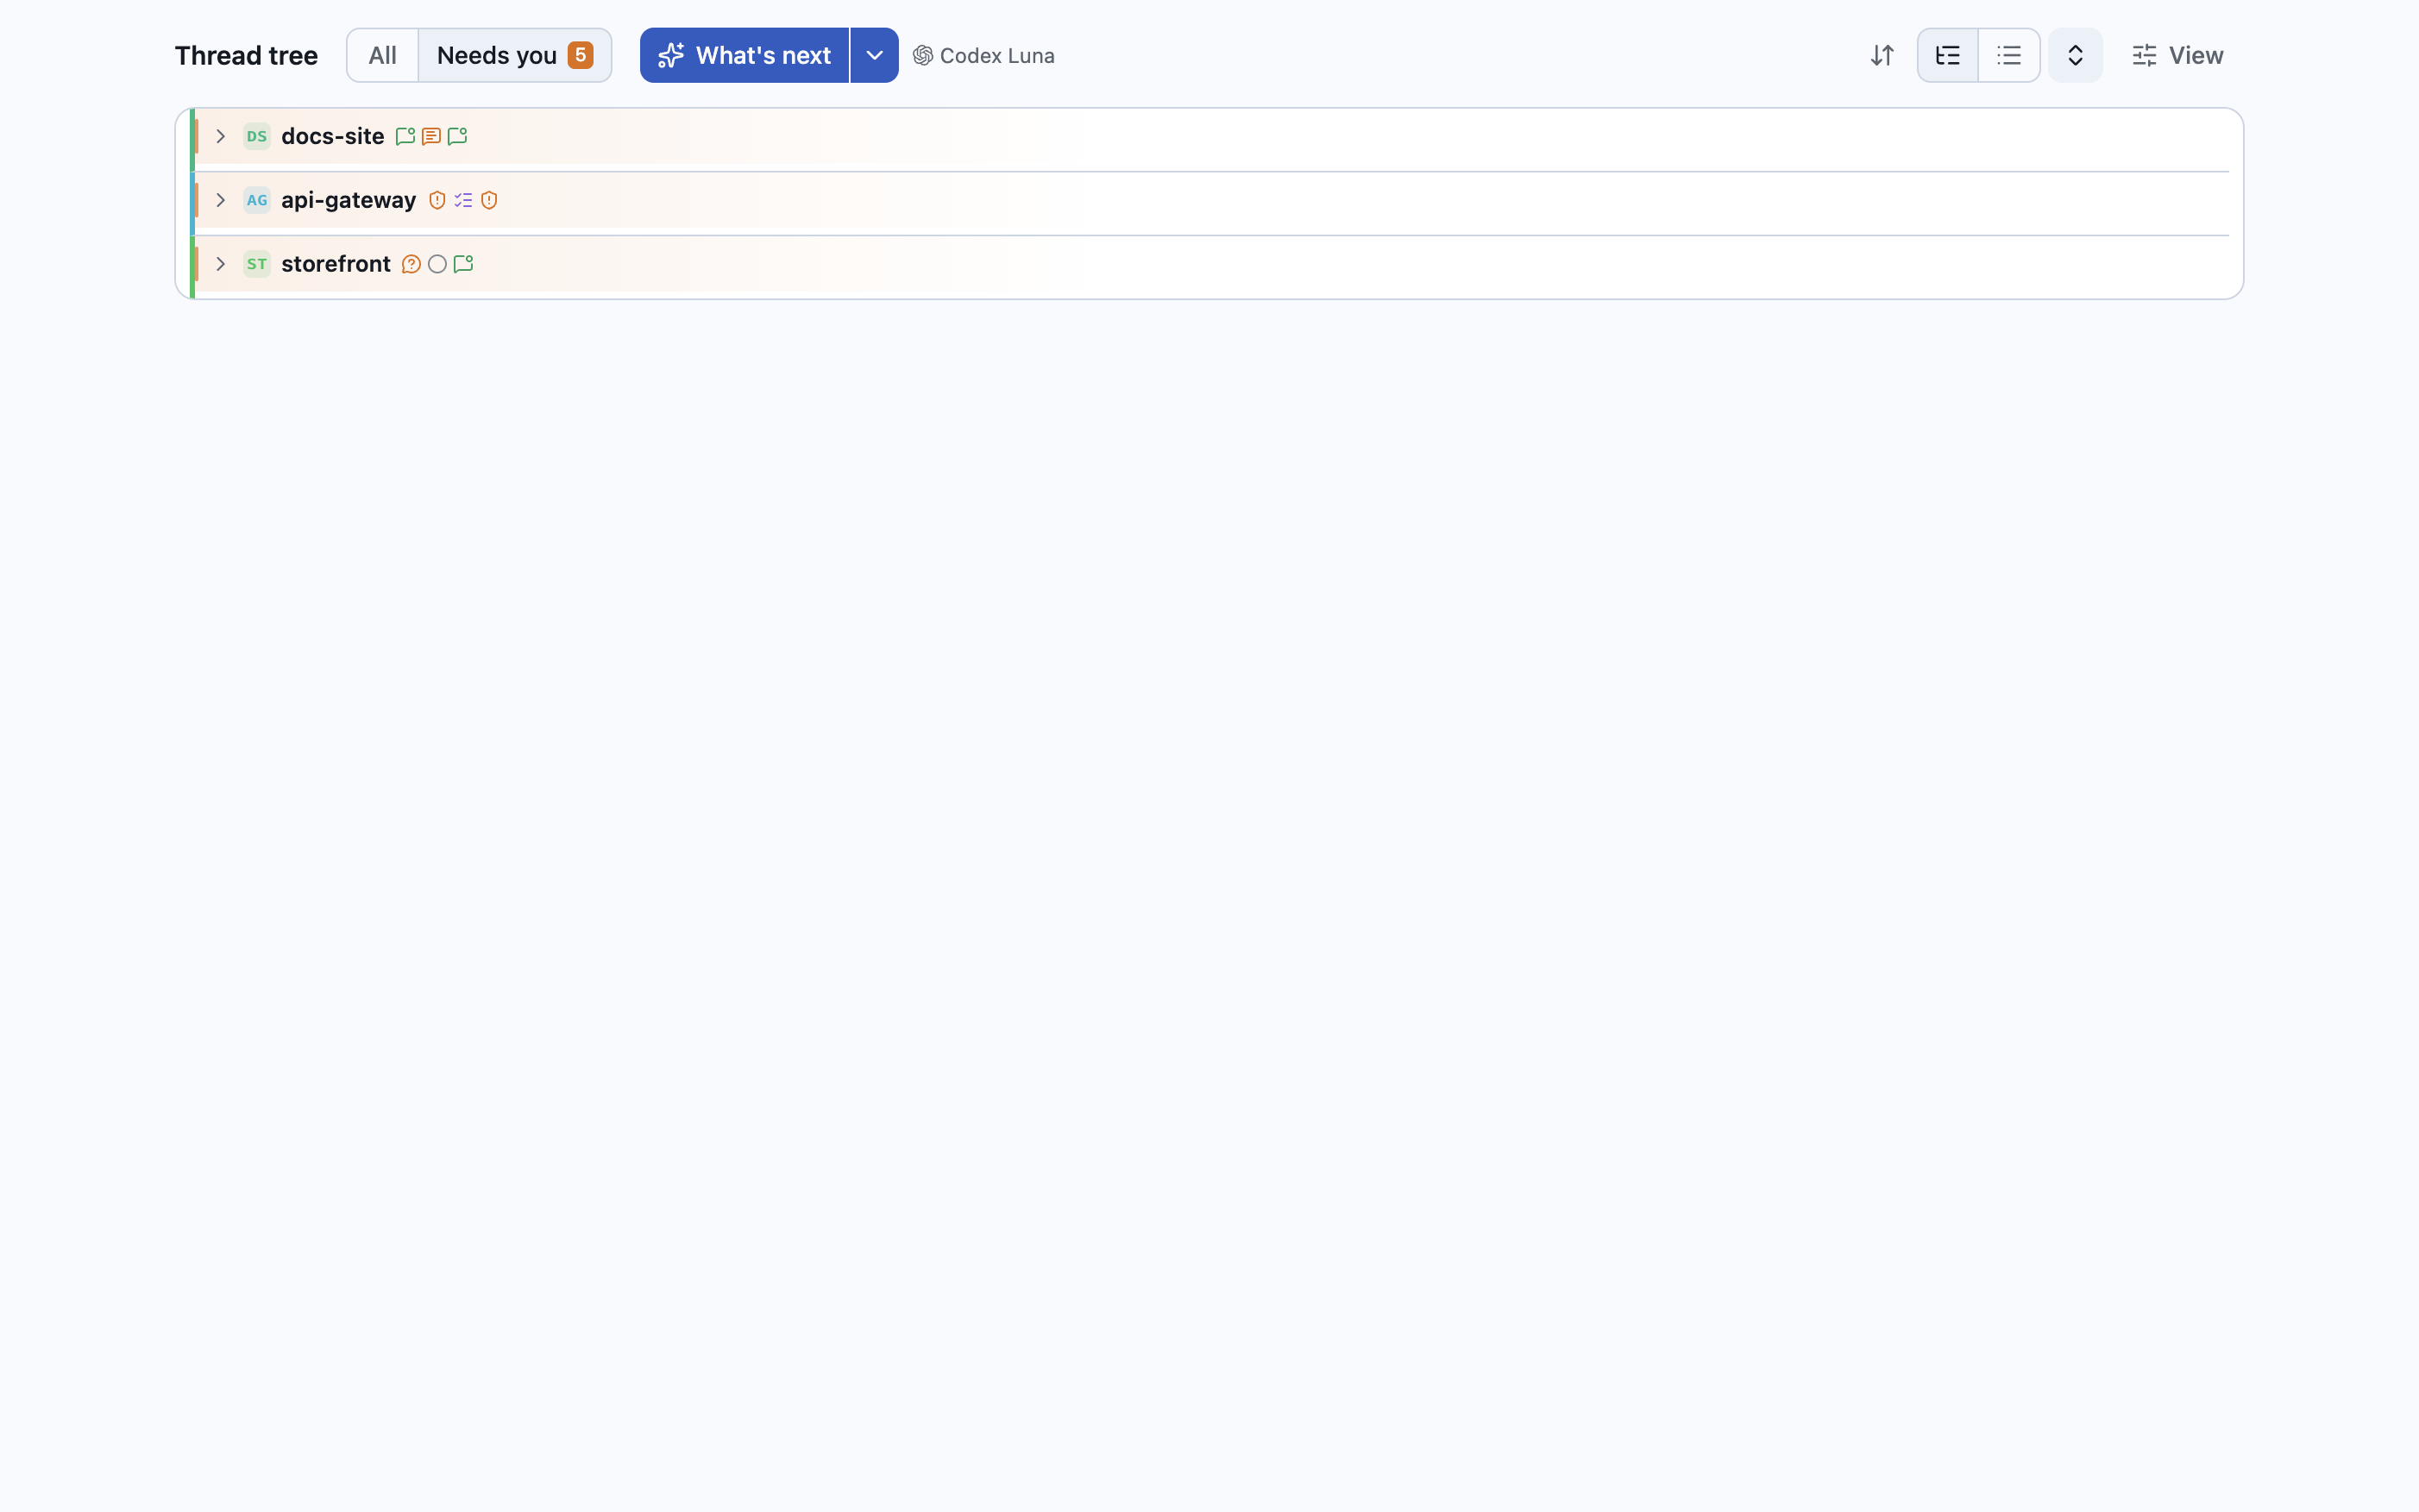 Thread tree All Needs you 5 What's next Codex Luna View
DS docs-site
AG api-gateway
ST storefront